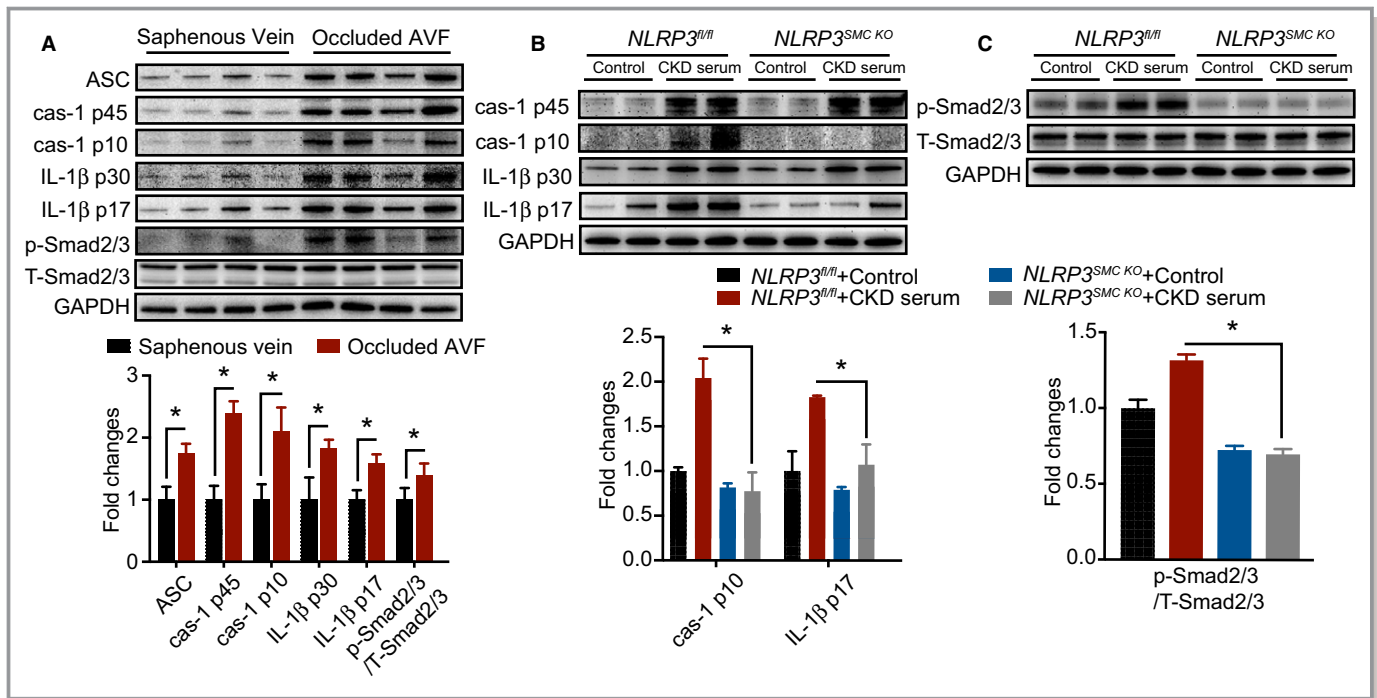 A
Saphenous Vein Occluded AVF
ASC
cas-1 p45
cas-1 p10
IL-1β p30
IL-1β p17
p-Smad2/3
T-Smad2/3
GAPDH
Saphenous vein Occluded AVF
Fold changes
3
2
1
0
* * * * * *
ASC
cas-1 p45
cas-1 p10
IL-1β p30
IL-1β p17
p-Smad2/3
/T-Smad2/3
B
NLRP3fl/fl NLRP3SMC KO
Control CKD serum Control CKD serum
cas-1 p45
cas-1 p10
IL-1β p30
IL-1β p17
GAPDH
NLRP3fl/fl+Control NLRP3SMC KO+Control
NLRP3fl/fl+CKD serum NLRP3SMC KO+CKD serum
Fold changes
2.5
2.0
1.5
1.0
0.5
0.0
* *
cas-1 p10
IL-1β p17
C
NLRP3fl/fl NLRP3SMC KO
Control CKD serum Control CKD serum
p-Smad2/3
T-Smad2/3
GAPDH
Fold changes
1.5
1.0
0.5
0.0
*
p-Smad2/3
/T-Smad2/3